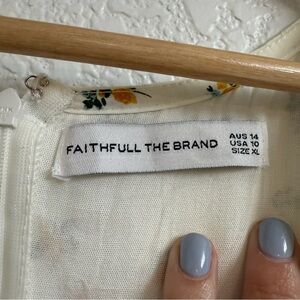 FAITHFULL THE BRAND
AUS 14
USA 10
SIZE XL